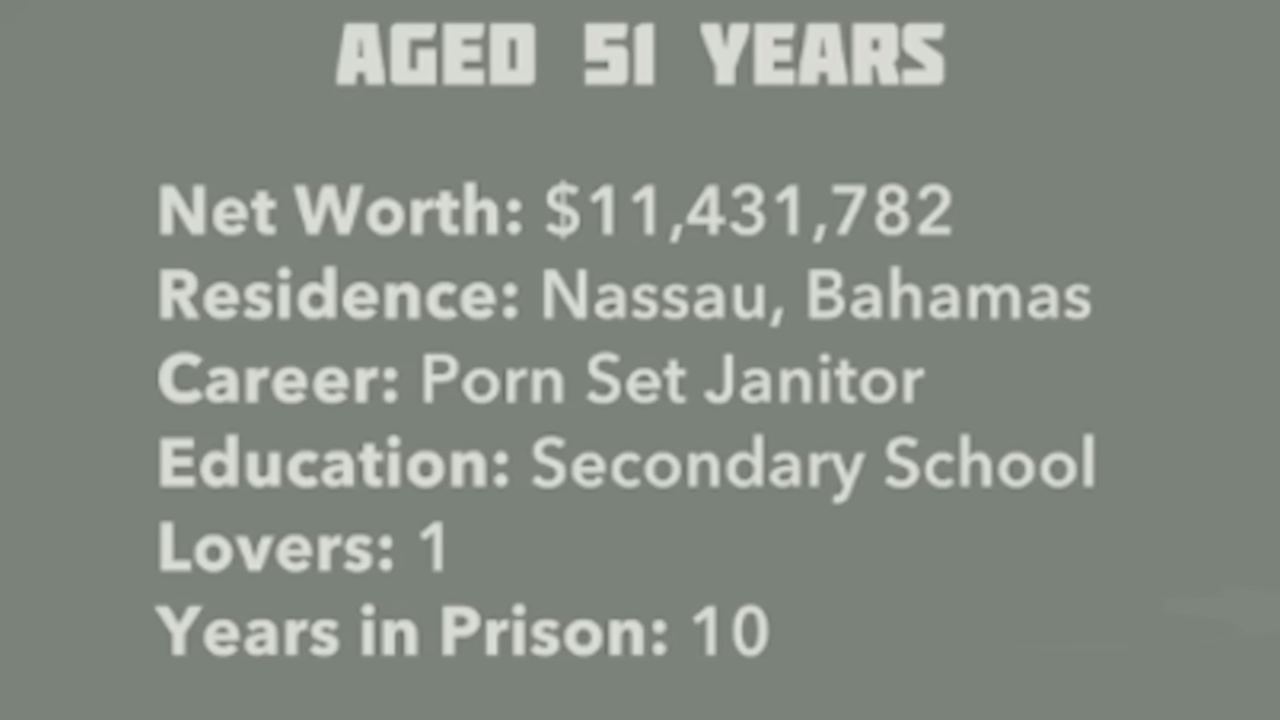 AGED 51 YEARS
Net Worth: $11,431,782
Residence: Nassau, Bahamas
Career: Porn Set Janitor
Education: Secondary School
Lovers: 1
Years in Prison: 10